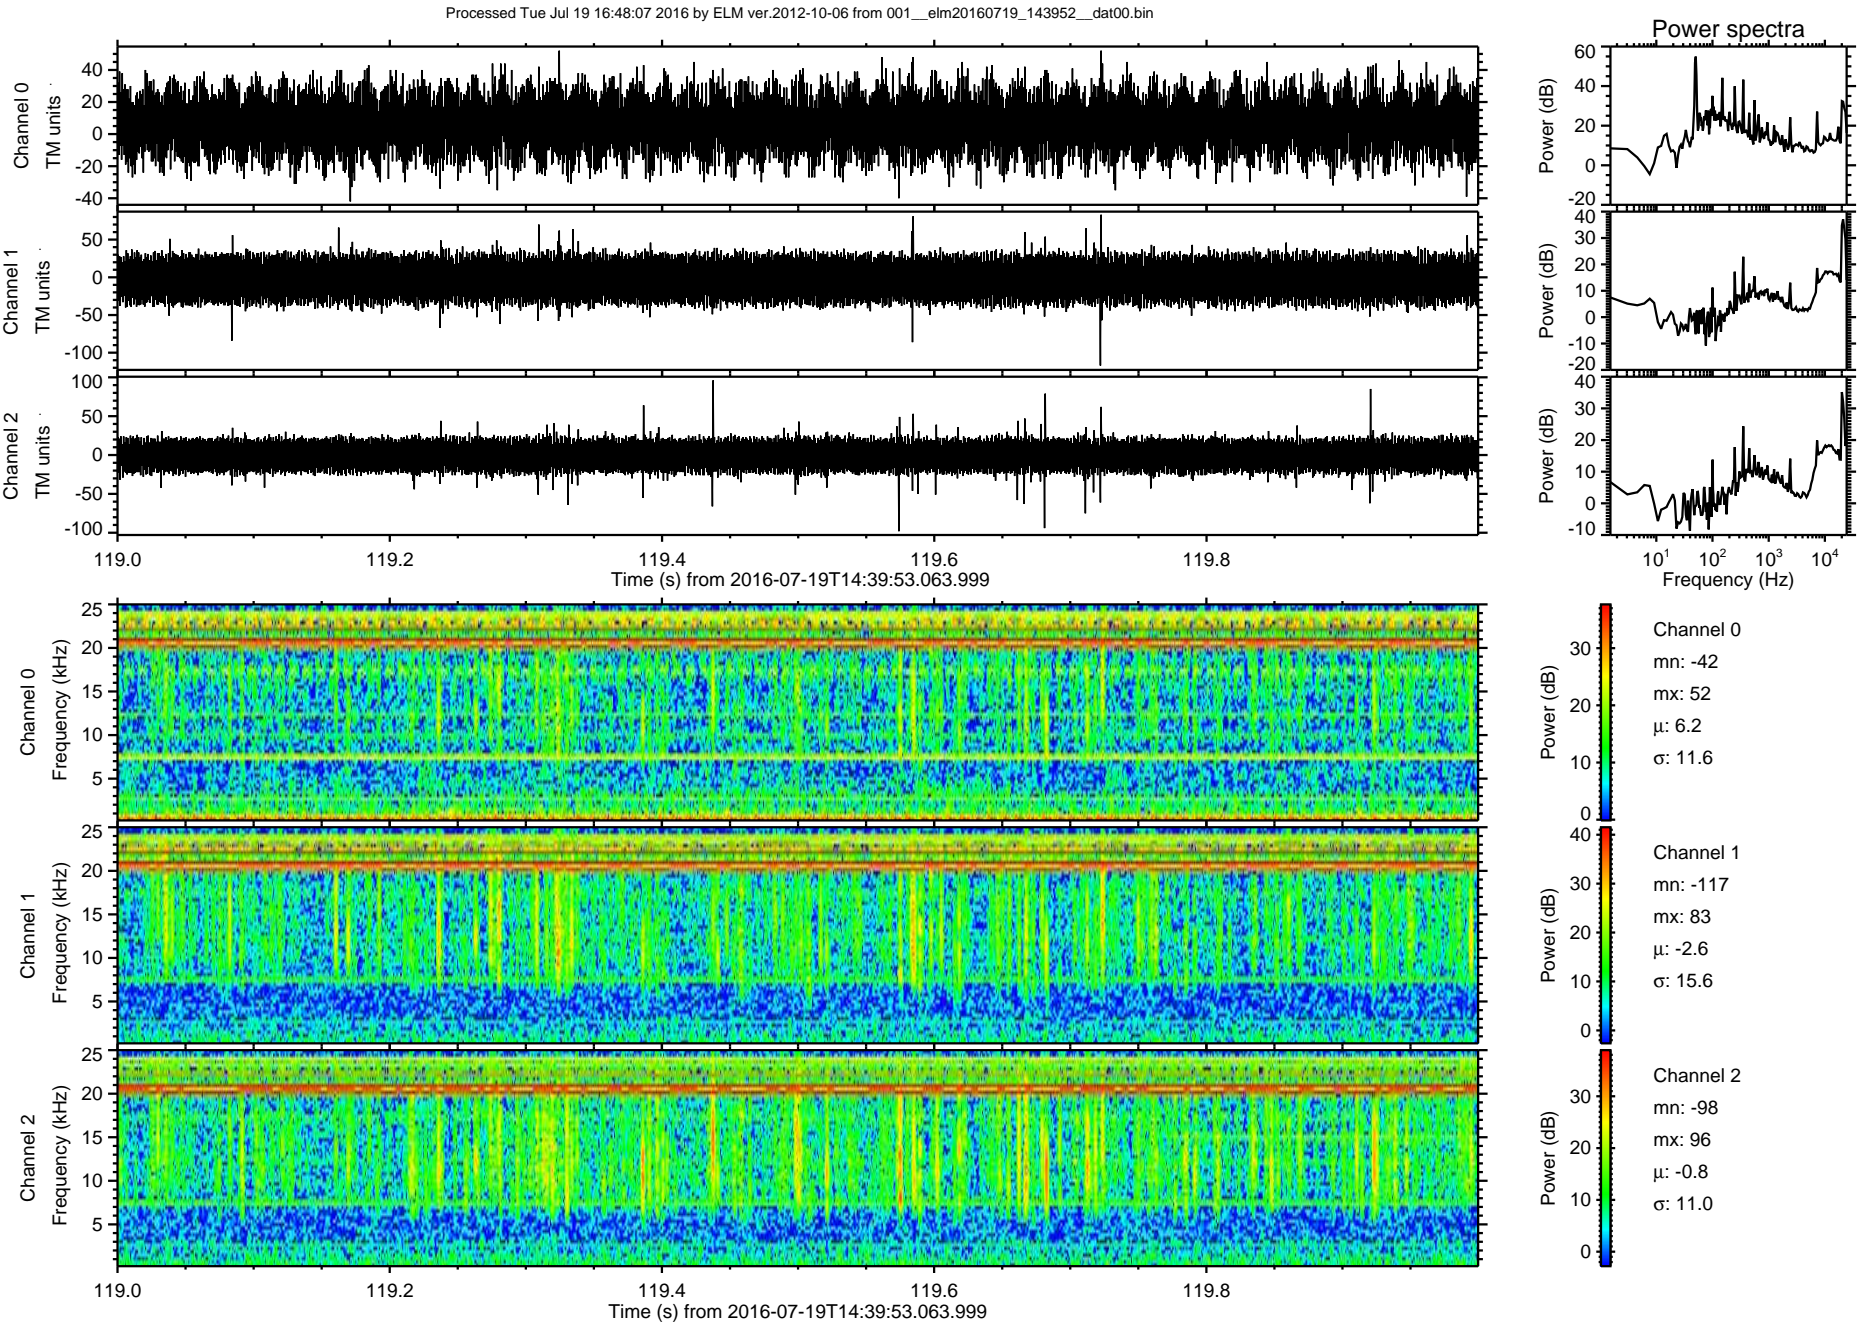 Processed Tue Jul 19 16:48:07 2016 by ELM ver.2012-10-06 from 001__elm20160719_143952__dat00.bin
Power spectra
Channel 0
TM units
40
20
0
-20
-40
Power (dB)
60
40
20
0
-20
Channel 1
TM units
50
0
-50
-100
Power (dB)
40
30
20
10
0
-10
-20
Channel 2
TM units
100
50
0
-50
-100
Power (dB)
40
30
20
10
0
-10
119.0 119.2 119.4 119.6 119.8
Time (s) from 2016-07-19T14:39:53.063.999
10¹ 10² 10³ 10⁴
Frequency (Hz)
Channel 0
Frequency (kHz)
25
20
15
10
5
Power (dB)
30
20
10
0
Channel 0
mn: -42
mx: 52
µ: 6.2
σ: 11.6
Channel 1
Frequency (kHz)
25
20
15
10
5
Power (dB)
40
30
20
10
0
Channel 1
mn: -117
mx: 83
µ: -2.6
σ: 15.6
Channel 2
Frequency (kHz)
25
20
15
10
5
Power (dB)
30
20
10
0
Channel 2
mn: -98
mx: 96
µ: -0.8
σ: 11.0
119.0 119.2 119.4 119.6 119.8
Time (s) from 2016-07-19T14:39:53.063.999